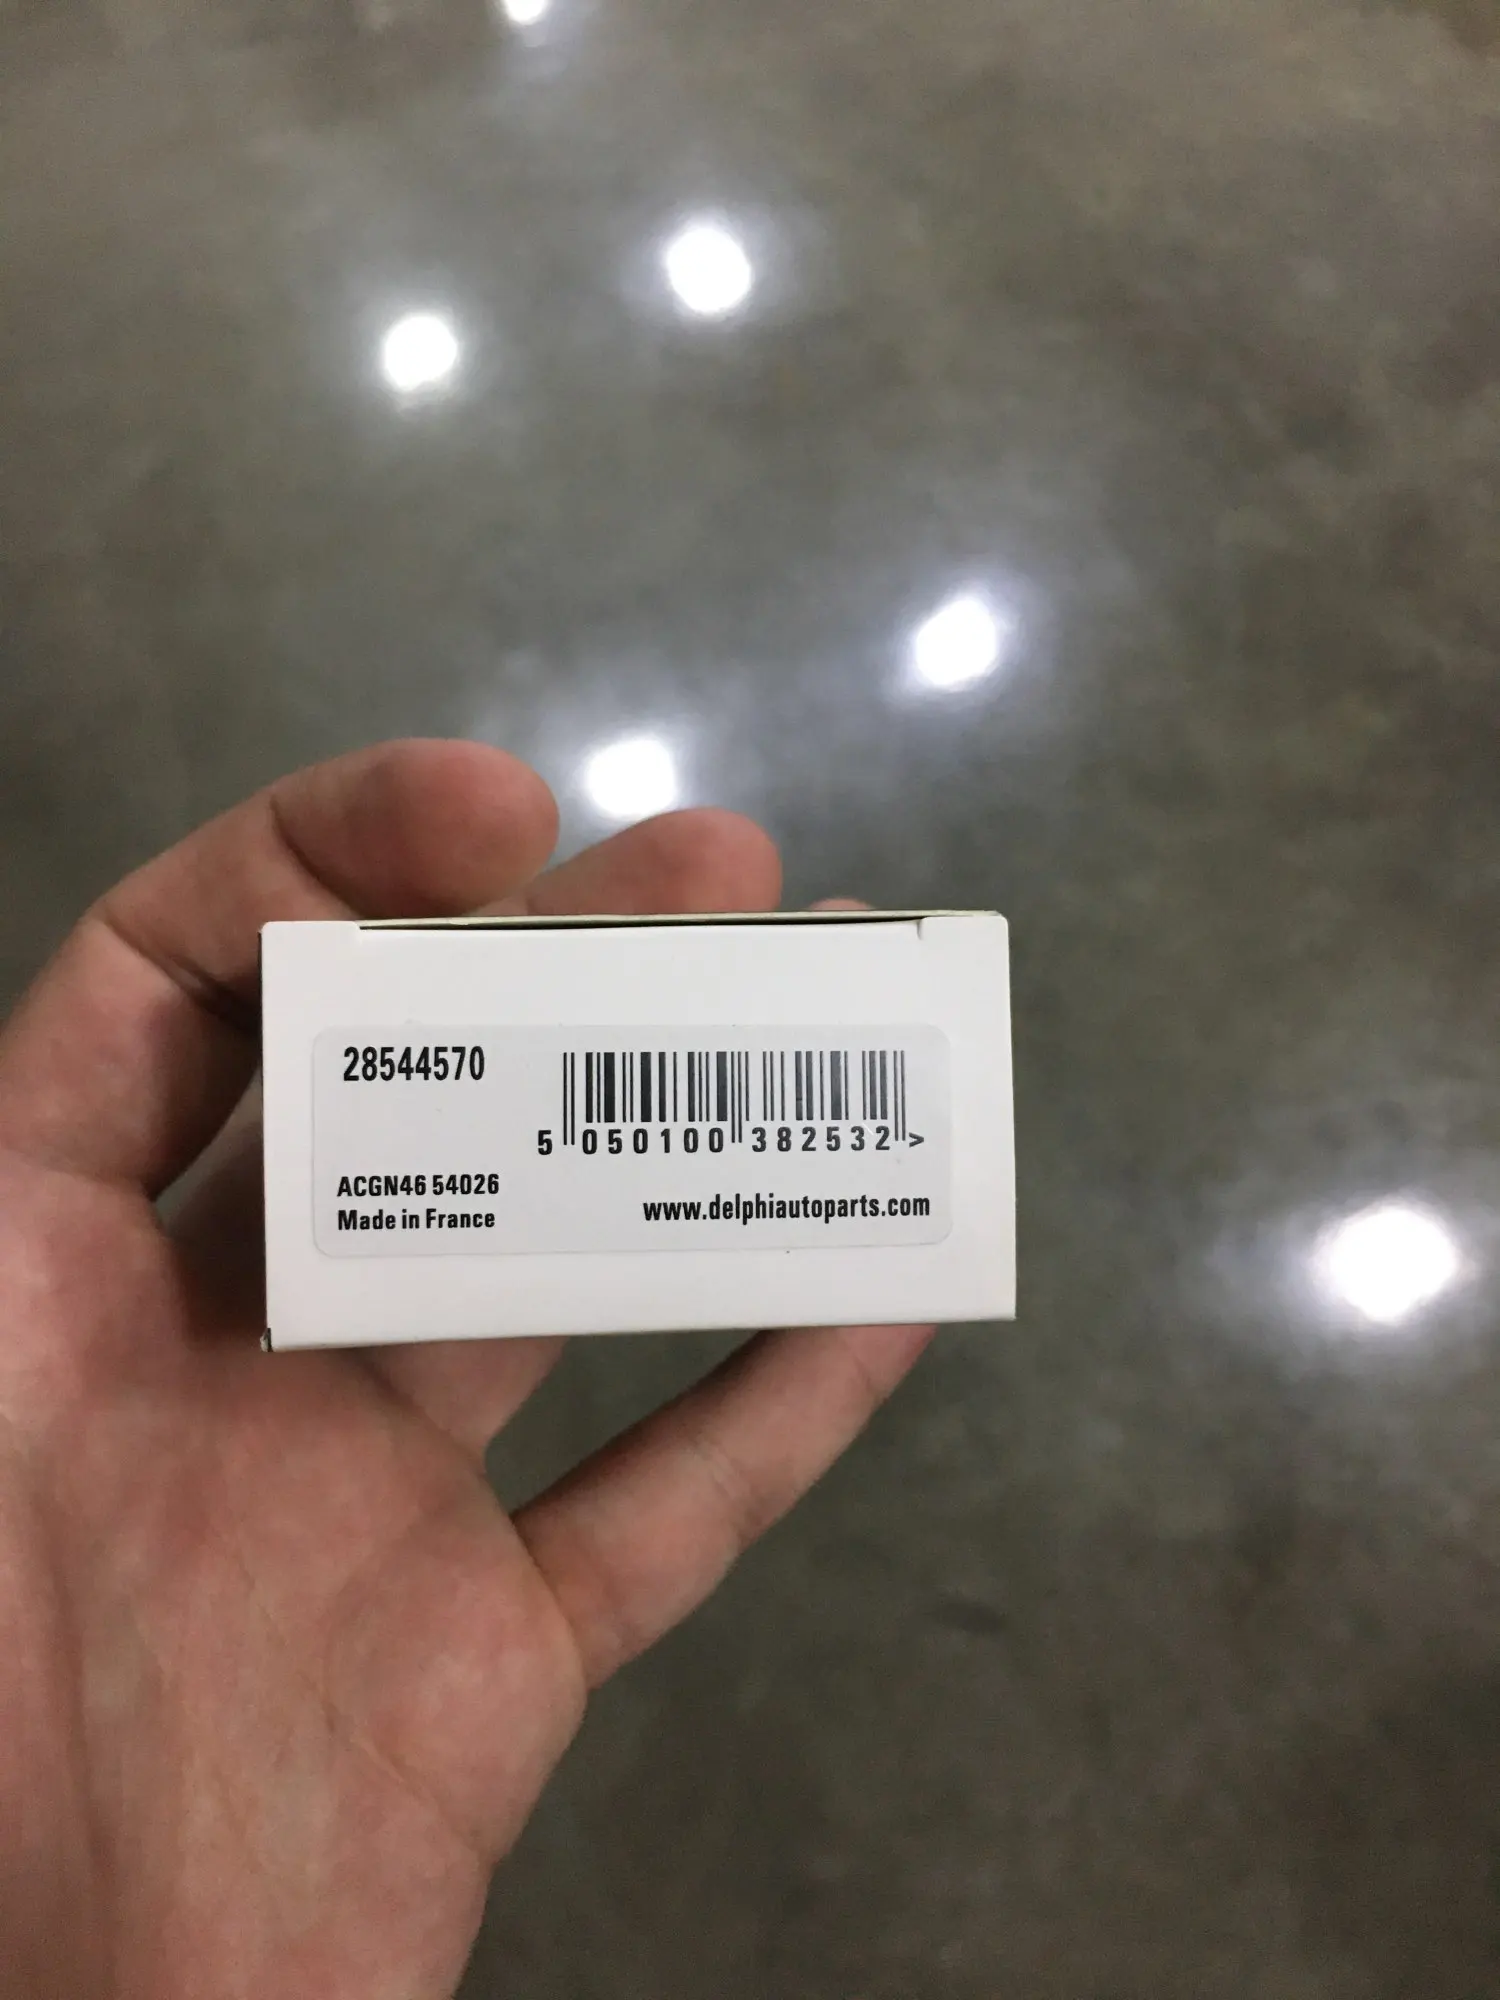 28544570
5 050100 382532 >
ACGN46 54026
Made in France
www.delphiautoparts.com